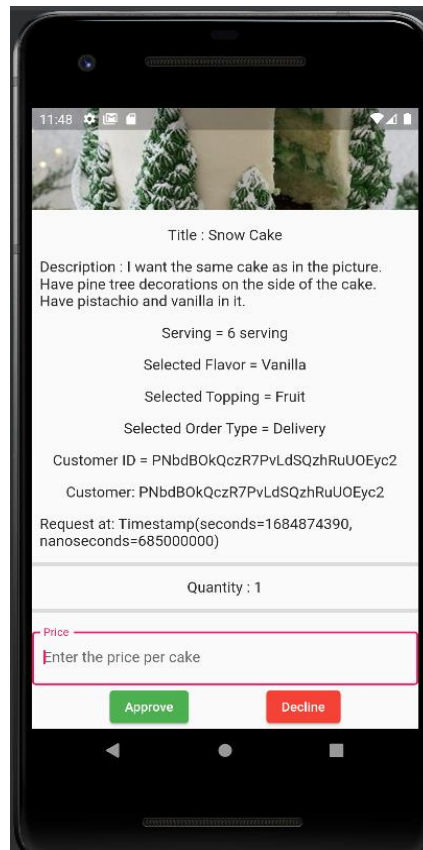 11:48
Title : Snow Cake
Description : I want the same cake as in the picture.
Have pine tree decorations on the side of the cake.
Have pistachio and vanilla in it.
Serving = 6 serving
Selected Flavor = Vanilla
Selected Topping = Fruit
Selected Order Type = Delivery
Customer ID = PNbdBOkQczR7PvLdSQzhRuUOEyc2
Customer: PNbdBOkQczR7PvLdSQzhRuUOEyc2
Request at: Timestamp(seconds=1684874390,
nanoseconds=685000000)
Quantity : 1
Price
Enter the price per cake
Approve Decline